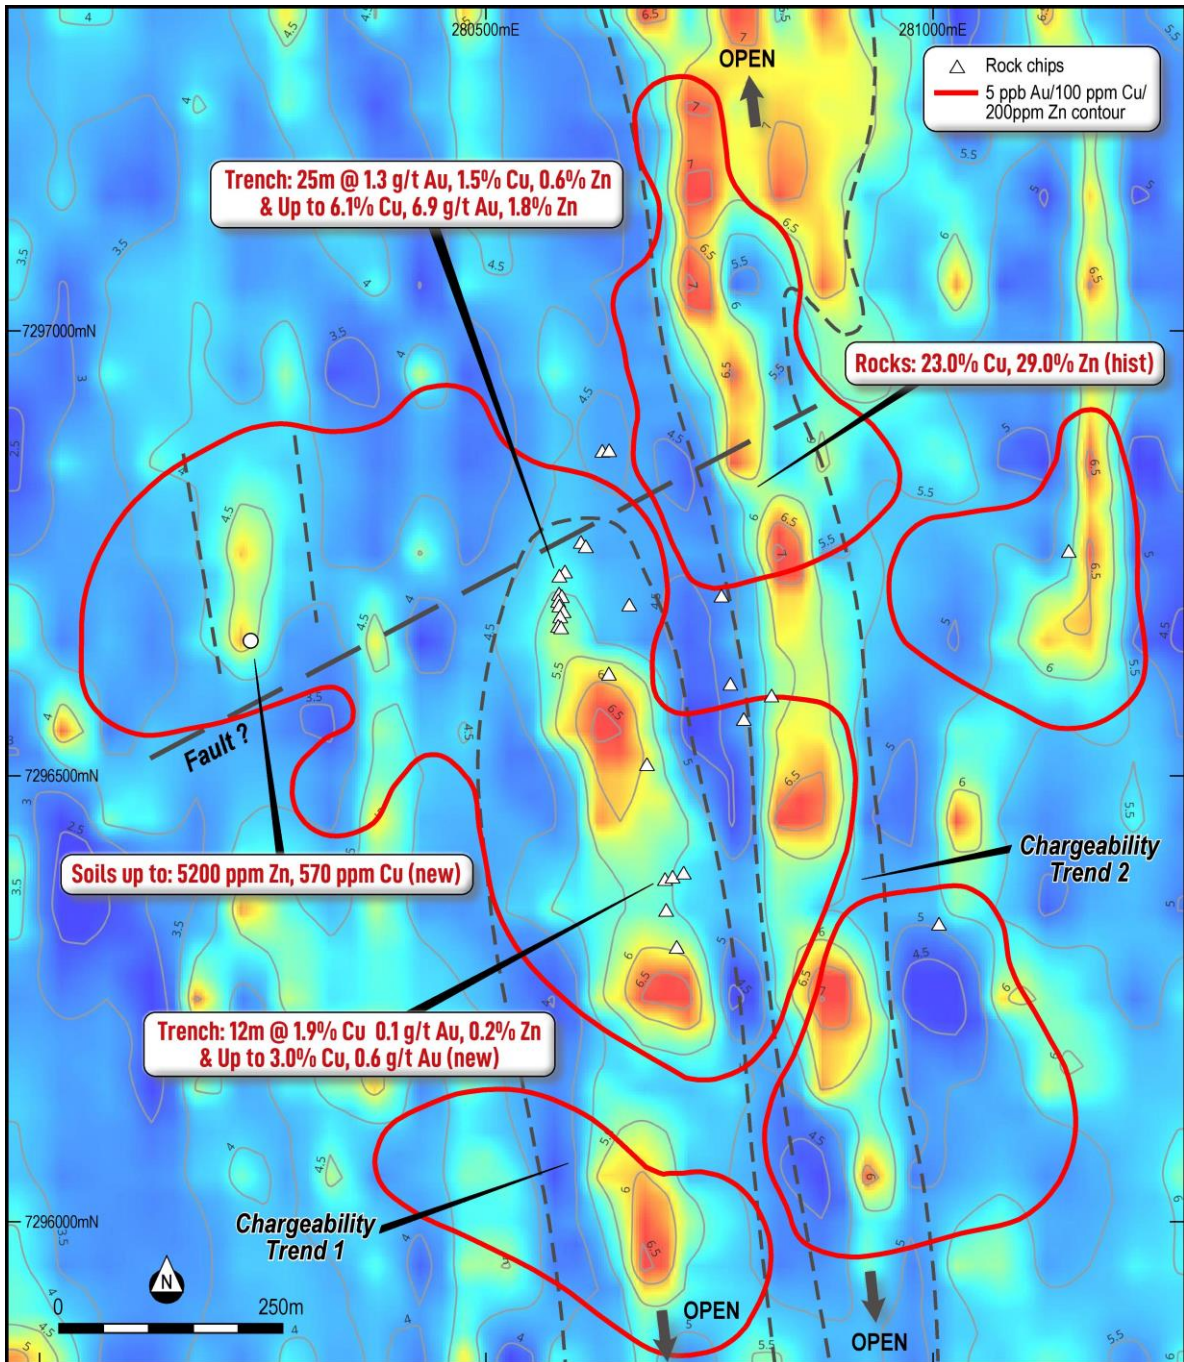 280500mE
281000mE
OPEN
Rock chips
5 ppb Au/100 ppm Cu/
200ppm Zn contour
Trench: 25m @ 1.3 g/t Au, 1.5% Cu, 0.6% Zn
& Up to 6.1% Cu, 6.9 g/t Au, 1.8% Zn
7297000mN
Rocks: 23.0% Cu, 29.0% Zn (hist)
Fault ?
7296500mN
Soils up to: 5200 ppm Zn, 570 ppm Cu (new)
Chargeability
Trend 2
Trench: 12m @ 1.9% Cu 0.1 g/t Au, 0.2% Zn
& Up to 3.0% Cu, 0.6 g/t Au (new)
7296000mN
Chargeability
Trend 1
N
0 250m
OPEN
OPEN